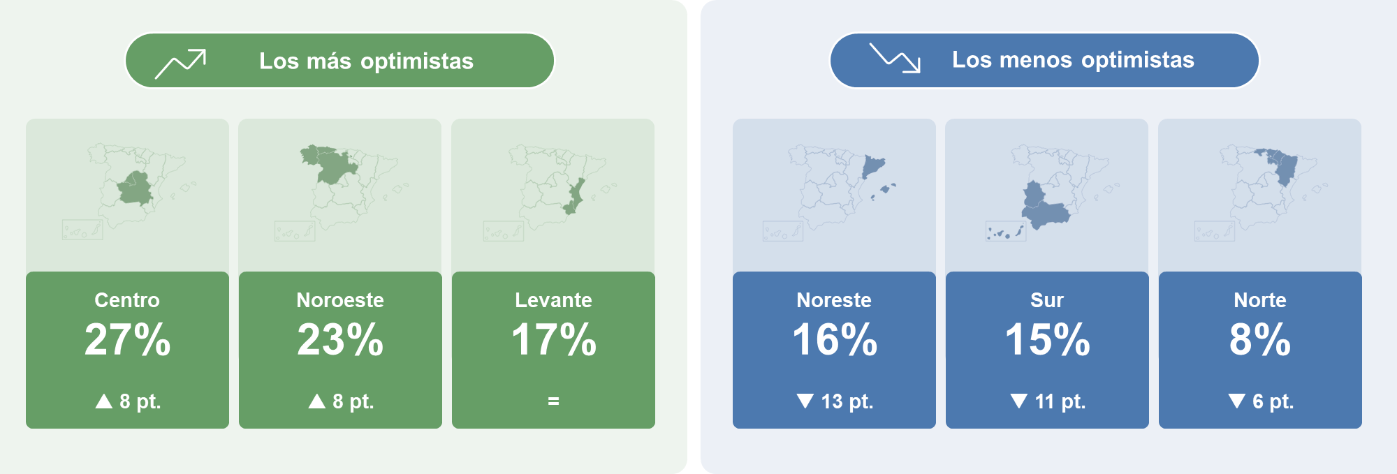 Los más optimistas
Centro
27%
▲ 8 pt.
Noroeste
23%
▲ 8 pt.
Levante
17%
=
Los menos optimistas
Noreste
16%
▼ 13 pt.
Sur
15%
▼ 11 pt.
Norte
8%
▼ 6 pt.